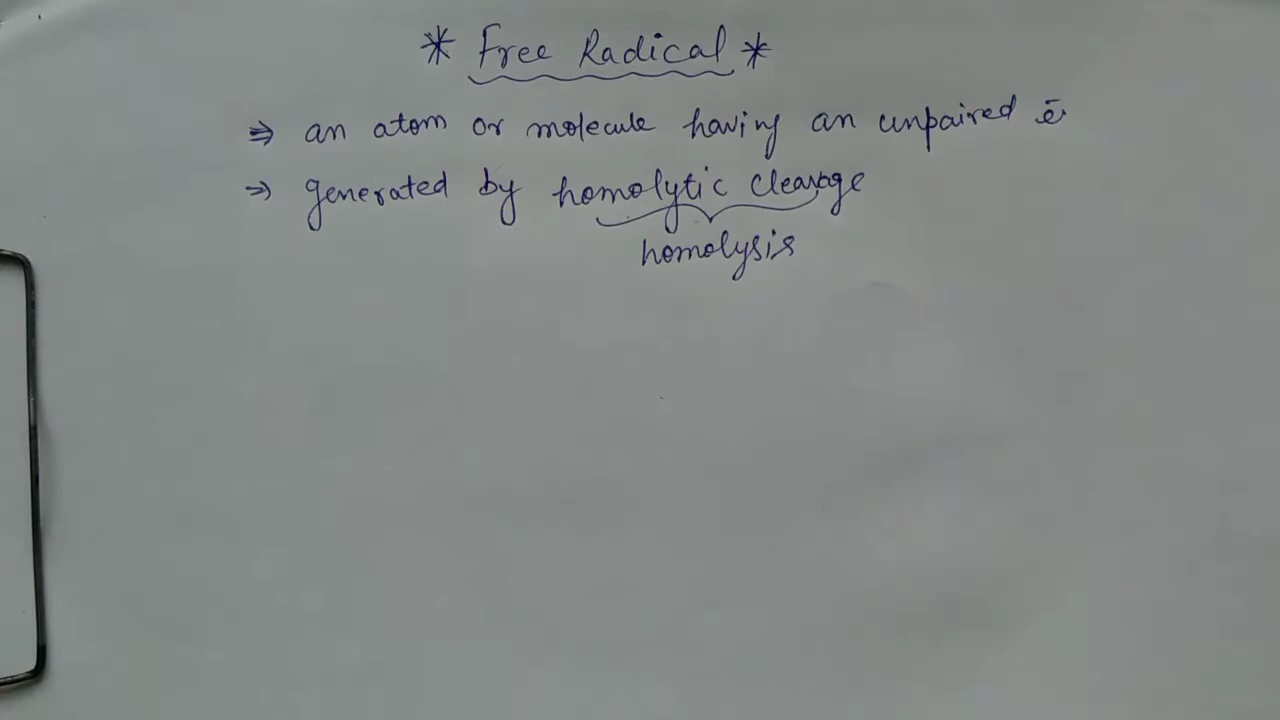 * Free Radical *
⇒ an atom or molecule having an unpaired ē
⇒ generated by homolytic cleavage
homolysis